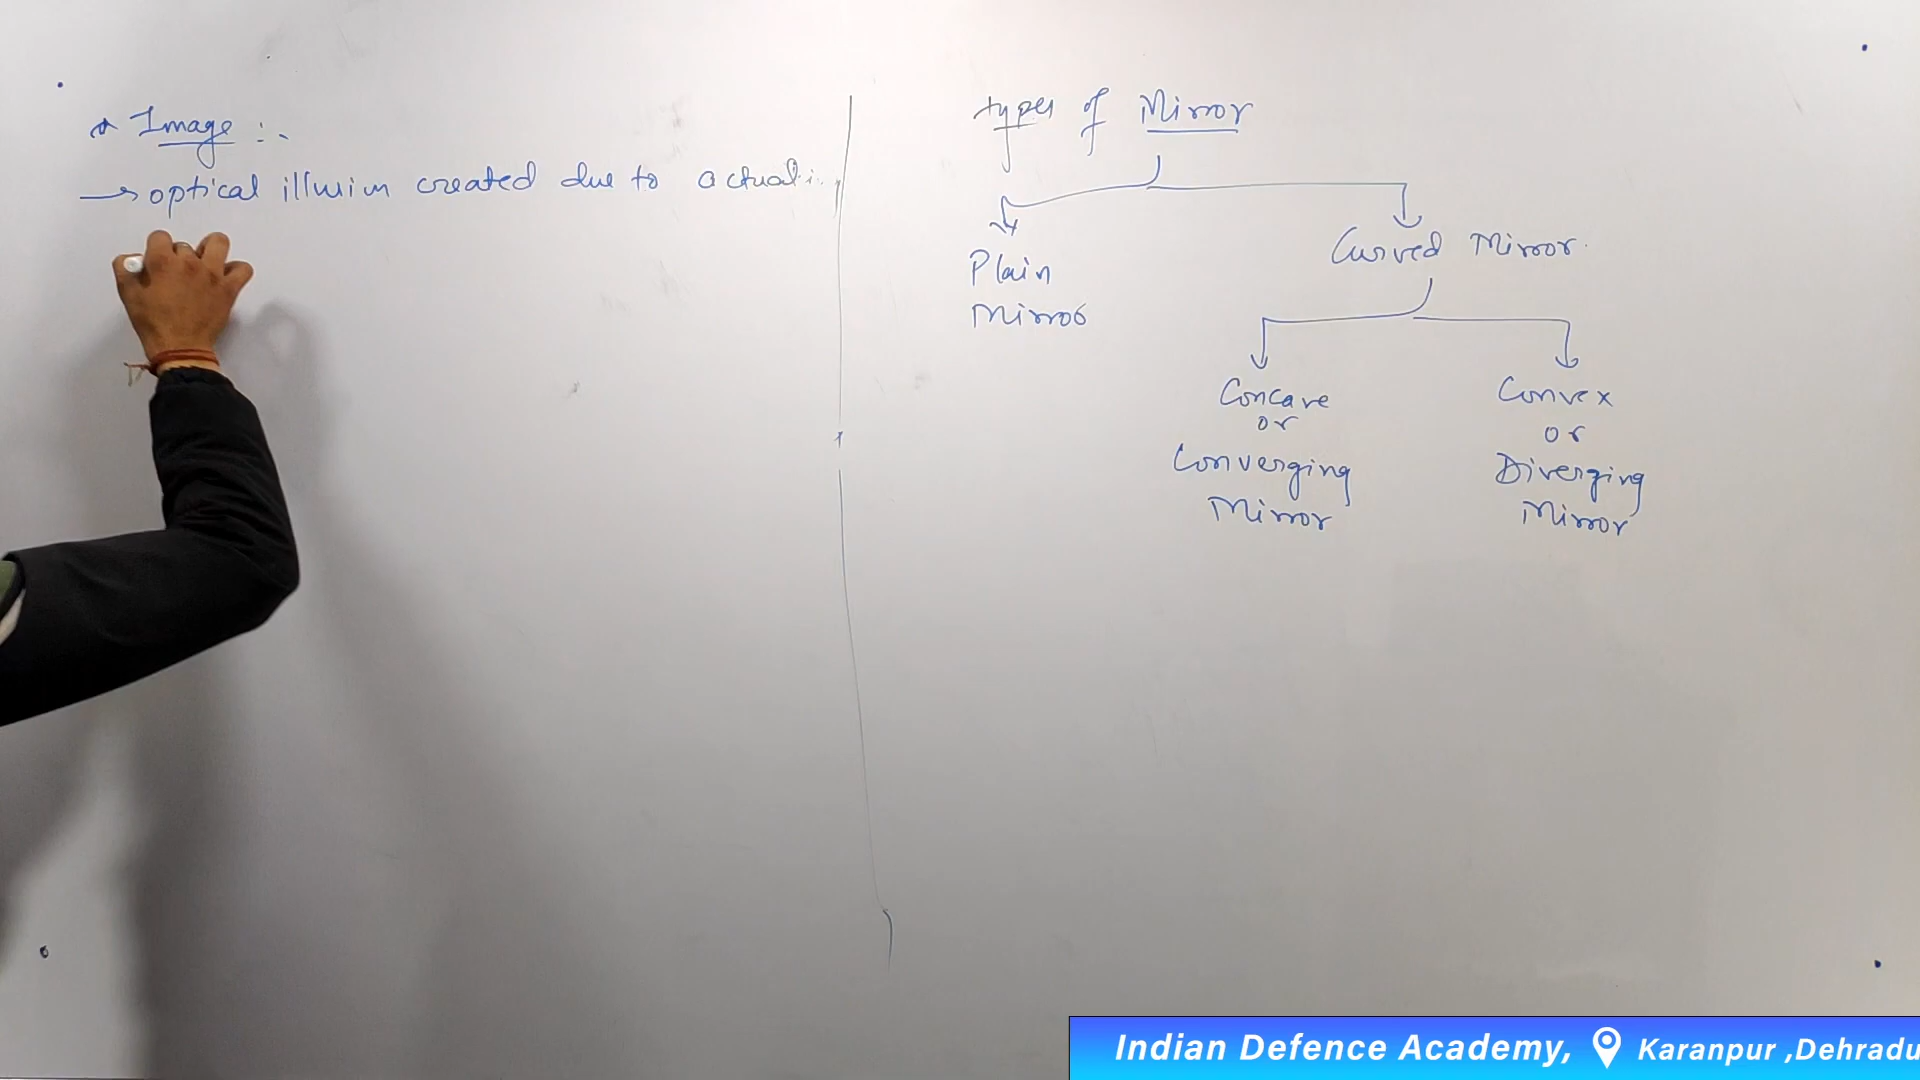 * Image :-
→ optical illusion created due to actual
types of Mirror
Plain
Mirror
Curved Mirror
Concave
or
Converging
Mirror
Convex
or
Diverging
Mirror
Indian Defence Academy, Karanpur ,Dehradu